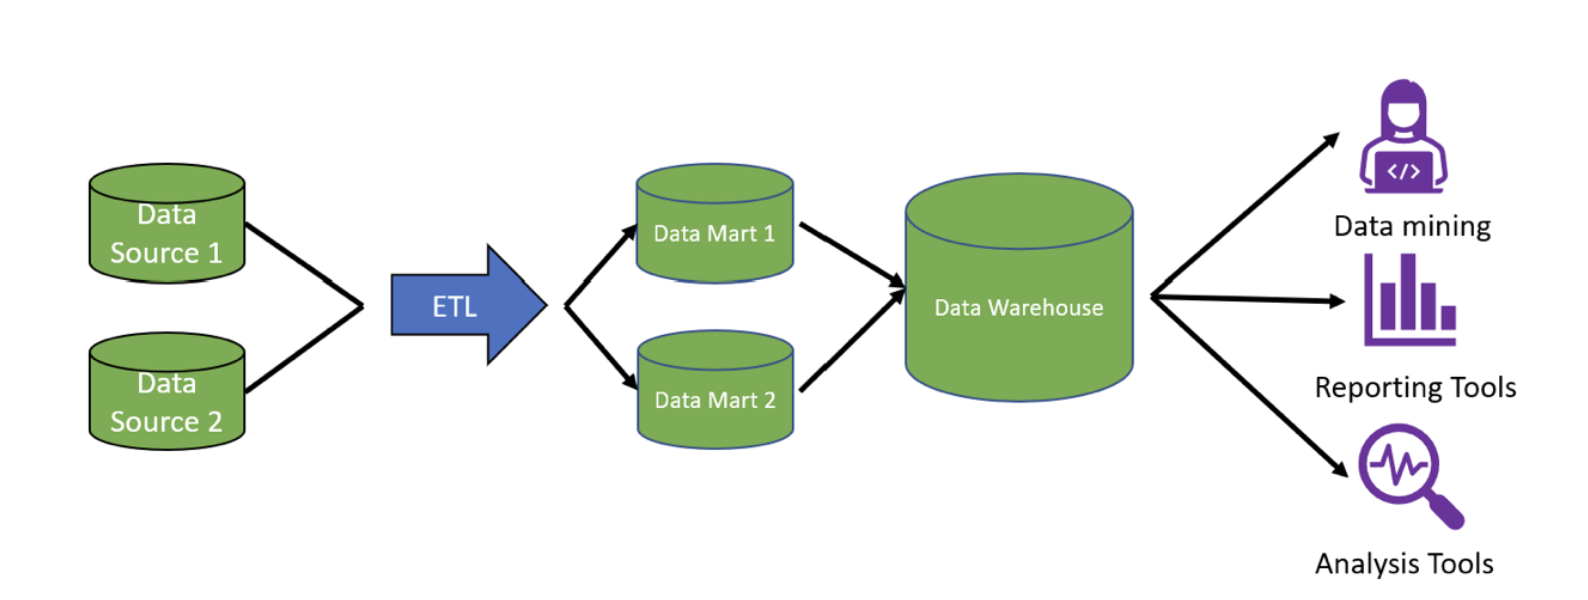 Data
Source 1
Data
Source 2
ETL
Data Mart 1
Data Mart 2
Data Warehouse
</>
Data mining
Reporting Tools
Analysis Tools